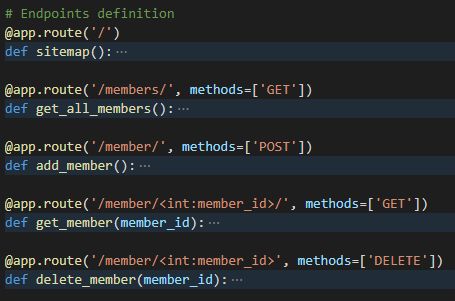 # Endpoints definition
@app.route('/')
def sitemap():…
@app.route('/members/', methods=['GET'])
def get_all_members():…
@app.route('/member/', methods=['POST'])
def add_member():…
@app.route('/member/<int:member_id>/', methods=['GET'])
def get_member(member_id):…
@app.route('/member/<int:member_id>', methods=['DELETE'])
def delete_member(member_id):…